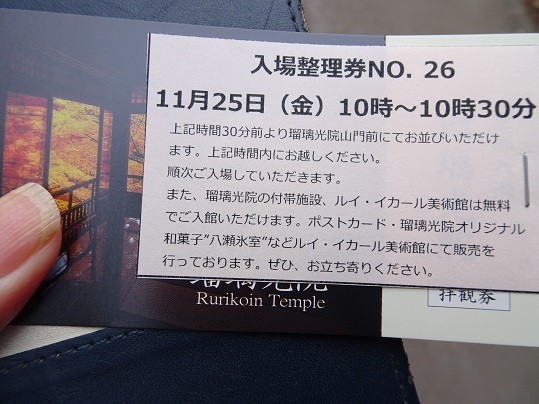 入場整理券NO. 26
11月25日（金）10時～10時30分
上記時間30分前より瑠璃光院山門前にてお並びいただけ
ます。上記時間内にお越しください。
順次ご入場していただきます。
また、瑠璃光院の付帯施設、ルイ・イカール美術館は無料
でご入館いただけます。ポストカード・瑠璃光院オリジナル
和菓子"八瀬氷室"などルイ・イカール美術館にて販売を
行っております。ぜひ、お立ち寄りください。
瑠璃光院
Rurikoin Temple
拝観券